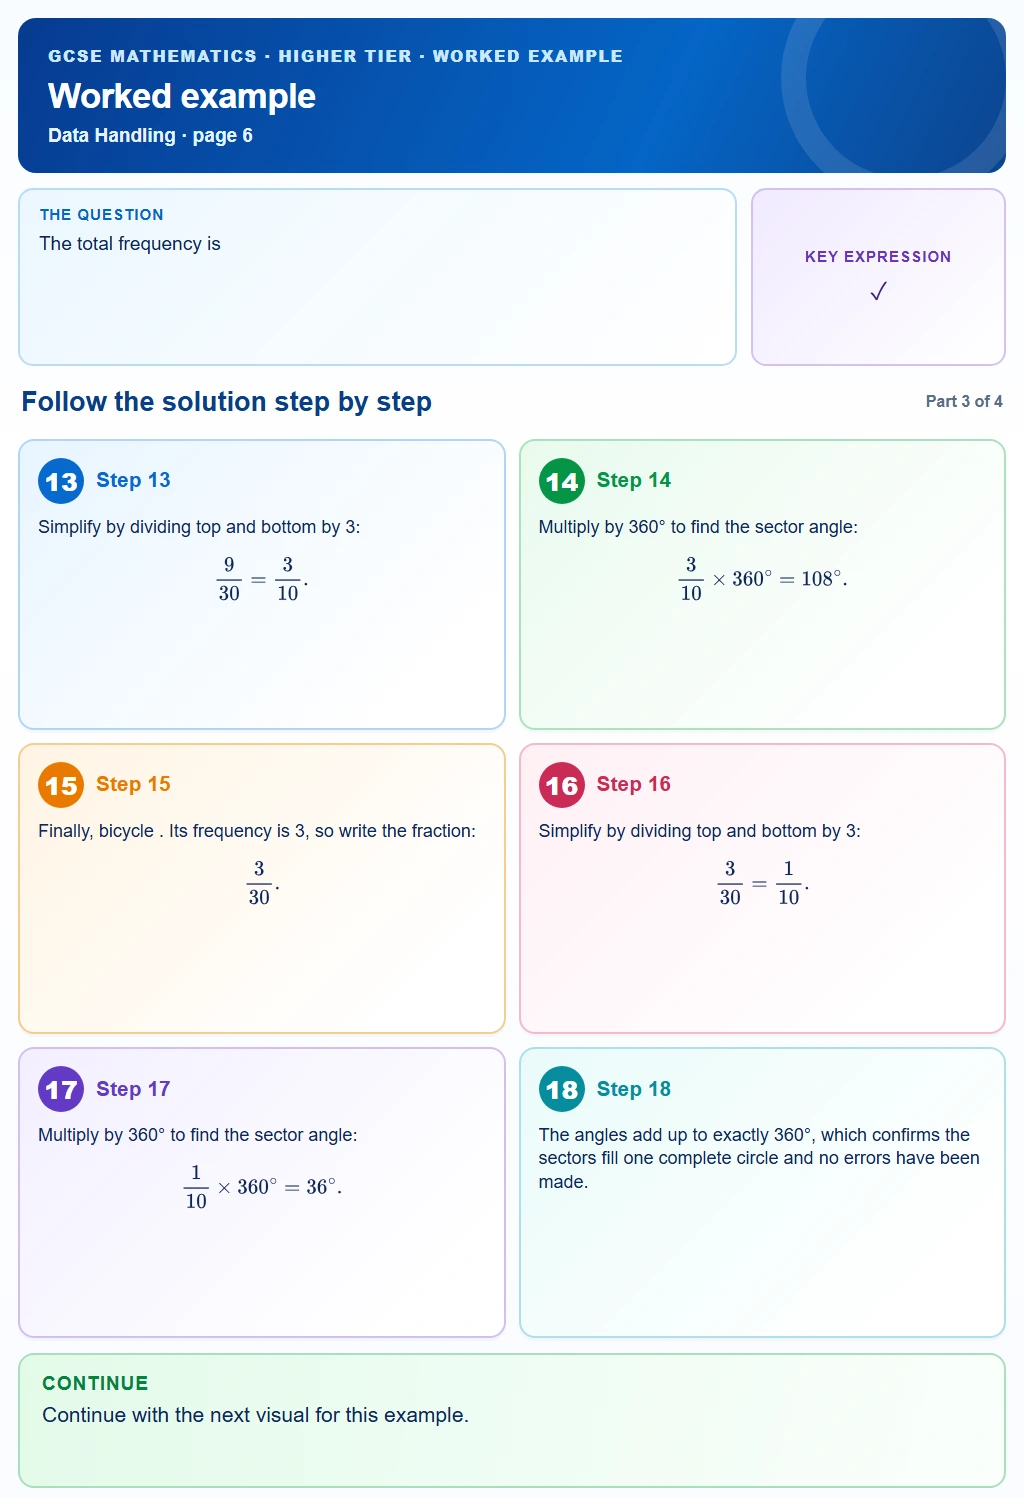 GCSE MATHEMATICS · HIGHER TIER · WORKED EXAMPLE
Worked example
Data Handling · page 6
THE QUESTION
The total frequency is
KEY EXPRESSION
✓
Follow the solution step by step
Part 3 of 4
13 Step 13
Simplify by dividing top and bottom by 3:
9/30 = 3/10.
14 Step 14
Multiply by 360° to find the sector angle:
3/10 × 360° = 108°.
15 Step 15
Finally, bicycle . Its frequency is 3, so write the fraction:
3/30.
16 Step 16
Simplify by dividing top and bottom by 3:
3/30 = 1/10.
17 Step 17
Multiply by 360° to find the sector angle:
1/10 × 360° = 36°.
18 Step 18
The angles add up to exactly 360°, which confirms the
sectors fill one complete circle and no errors have been
made.
CONTINUE
Continue with the next visual for this example.